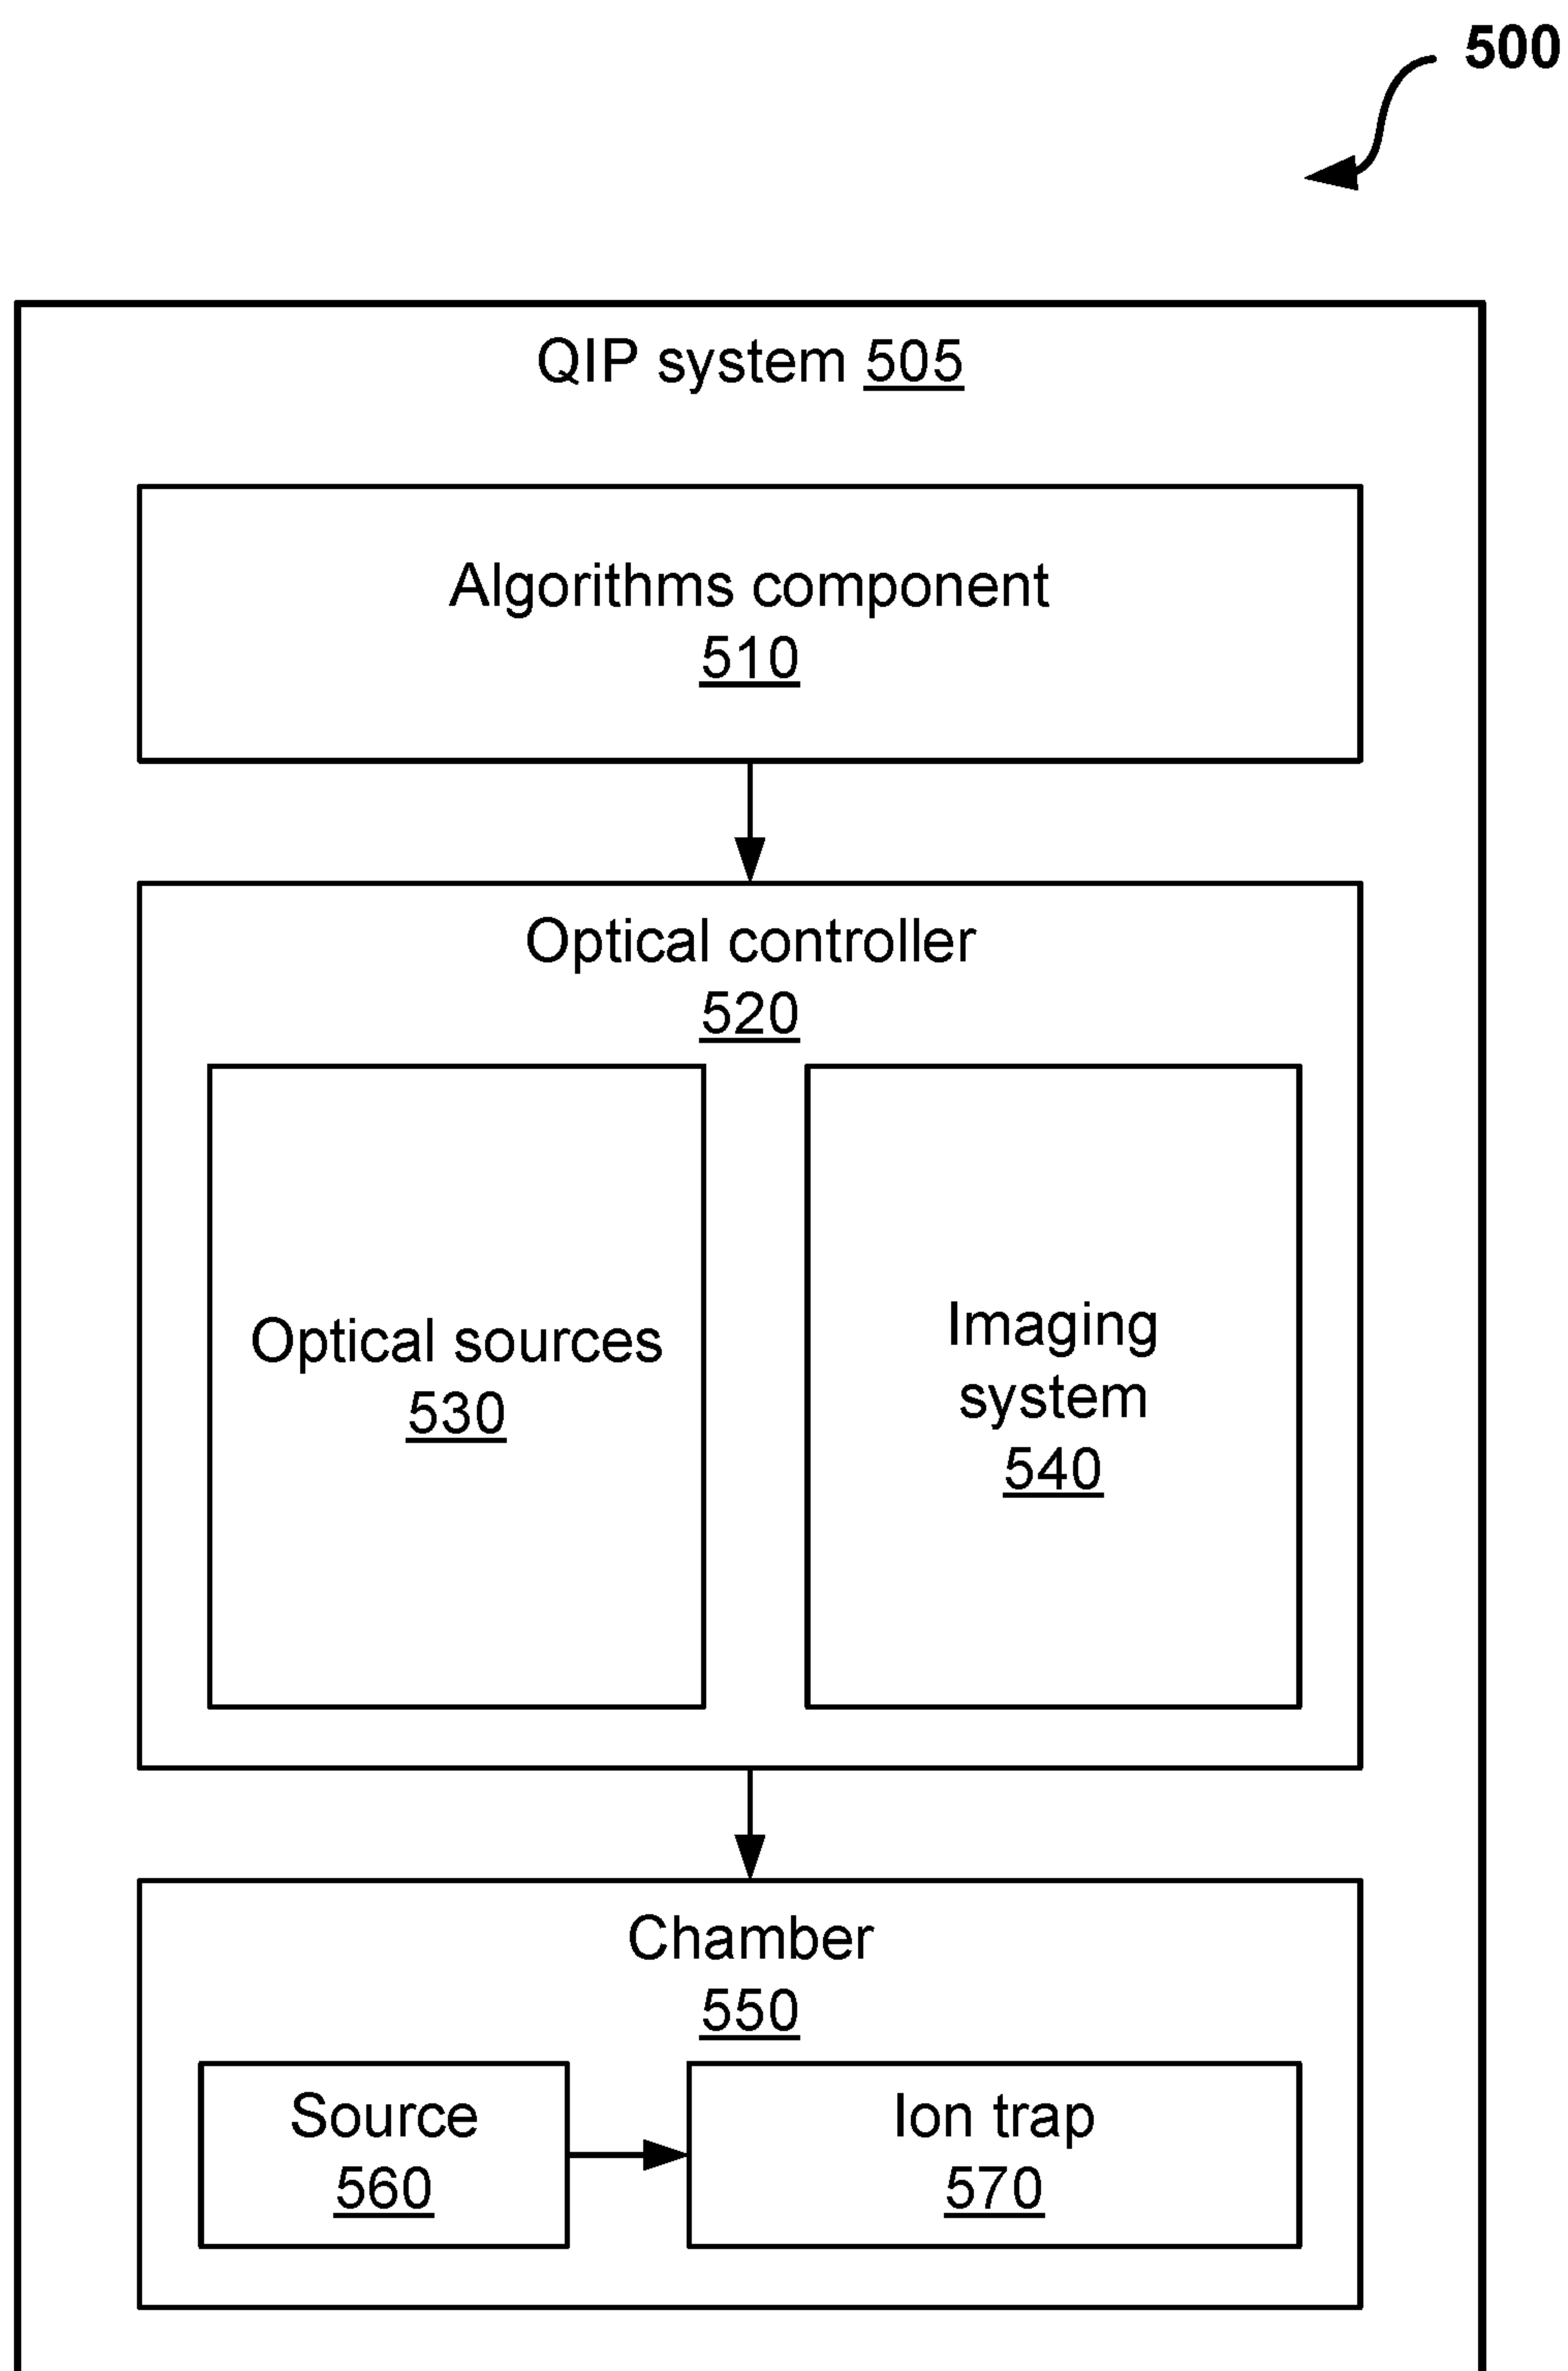 500
QIP system 505
Algorithms component
510
Optical controller
520
Optical sources
530
Imaging
system
540
Chamber
550
Source
560
Ion trap
570